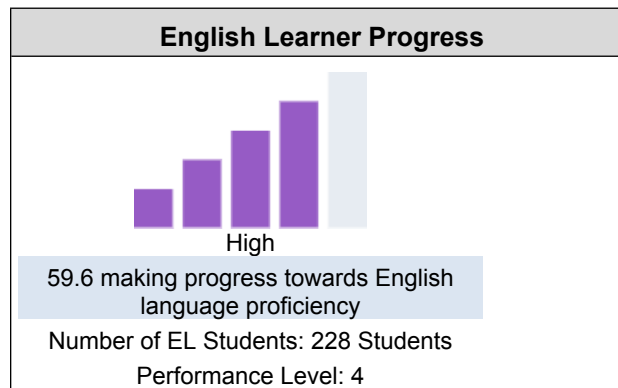 English Learner Progress
High
59.6 making progress towards English
language proficiency
Number of EL Students: 228 Students
Performance Level: 4